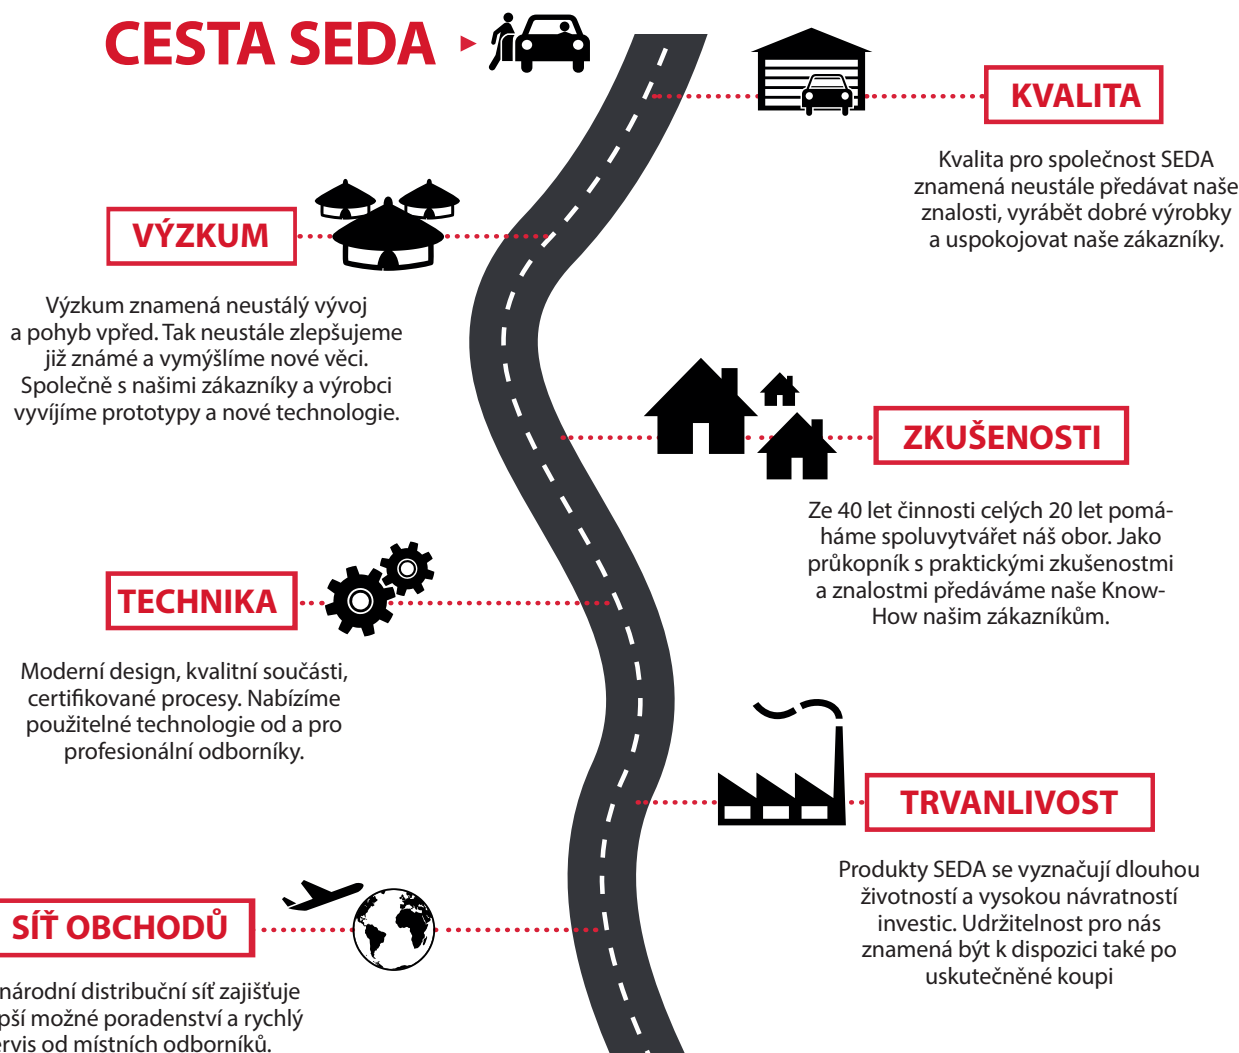 CESTA SEDA
KVALITA
Kvalita pro společnost SEDA
znamená neustále předávat naše
znalosti, vyrábět dobré výrobky
a uspokojovat naše zákazníky.
VÝZKUM
Výzkum znamená neustálý vývoj
a pohyb vpřed. Tak neustále zlepšujeme
již známé a vymýšlíme nové věci.
Společně s našimi zákazníky a výrobci
vyvíjíme prototypy a nové technologie.
ZKUŠENOSTI
Ze 40 let činnosti celých 20 let pomá-
háme spoluvytvářet náš obor. Jako
průkopník s praktickými zkušenostmi
a znalostmi předáváme naše Know-
How našim zákazníkům.
TECHNIKA
Moderní design, kvalitní součásti,
certifikované procesy. Nabízíme
použitelné technologie od a pro
profesionální odborníky.
TRVANLIVOST
Produkty SEDA se vyznačují dlouhou
životností a vysokou návratností
investic. Udržitelnost pro nás
znamená být k dispozici také po
uskutečněné koupi
SÍŤ OBCHODŮ
národní distribuční síť zajišťuje
pší možné poradenství a rychlý
ervis od místních odborníků.